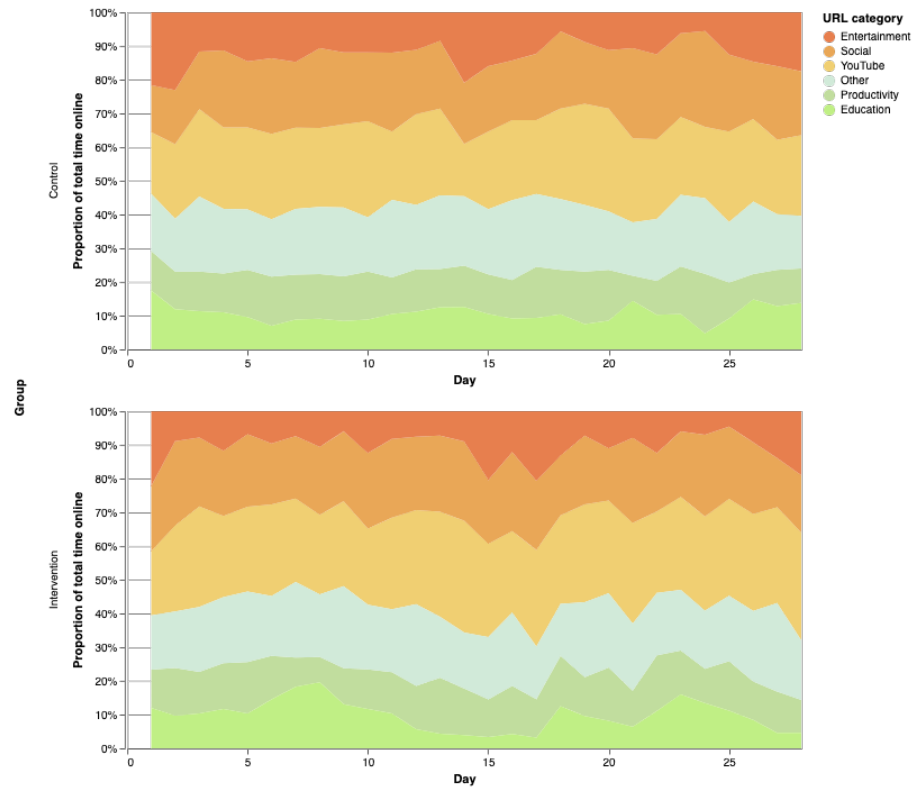 URL category
Entertainment
Social
YouTube
Other
Productivity
Education
Group
Control
Proportion of total time online
100%
90%
80%
70%
60%
50%
40%
30%
20%
10%
0%
0 5 10 15 20 25
Day
Intervention
Proportion of total time online
100%
90%
80%
70%
60%
50%
40%
30%
20%
10%
0%
0 5 10 15 20 25
Day